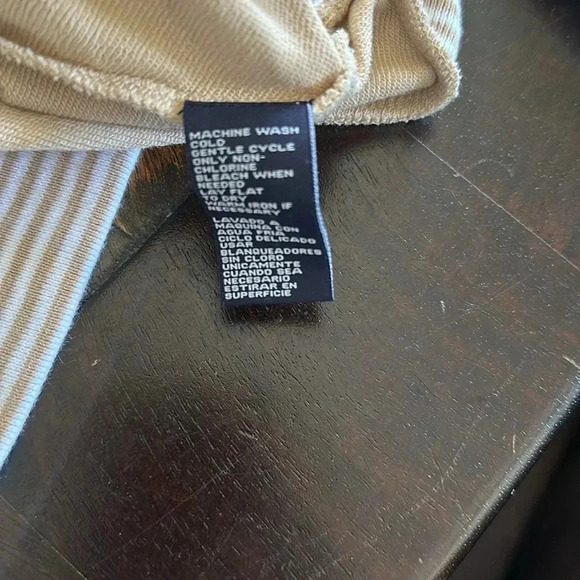 MACHINE WASH
COLD
GENTLE CYCLE
ONLY NON-
CHLORINE
BLEACH WHEN
NEEDED
LAY FLAT
TO DRY
WARM IRON IF
NECESSARY
LAVADO A
MAQUINA CON
AGUA FRIA
CICLO DELICADO
USAR
BLANQUEADORES
SIN CLORO
UNICAMENTE
CUANDO SEA
NECESARIO
ESTIRAR EN
SUPERFICIE